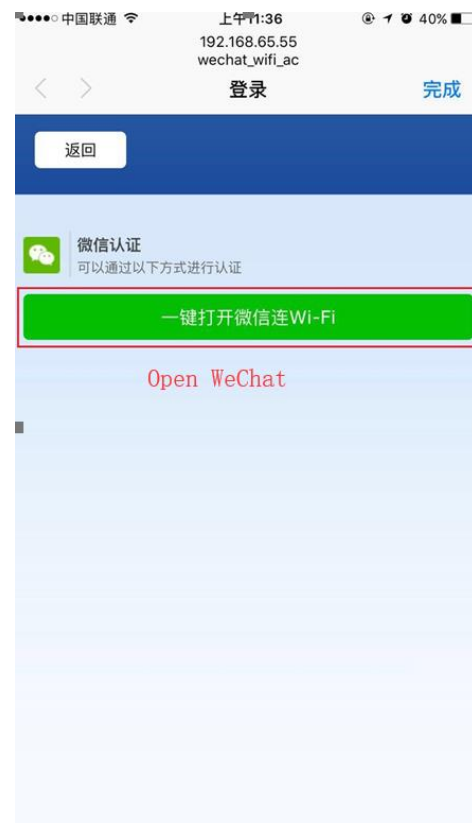 中国联通 上午11:36 40%
192.168.65.55
wechat_wifi_ac
登录 完成
返回
微信认证
可以通过以下方式进行认证
一键打开微信连Wi-Fi
Open WeChat